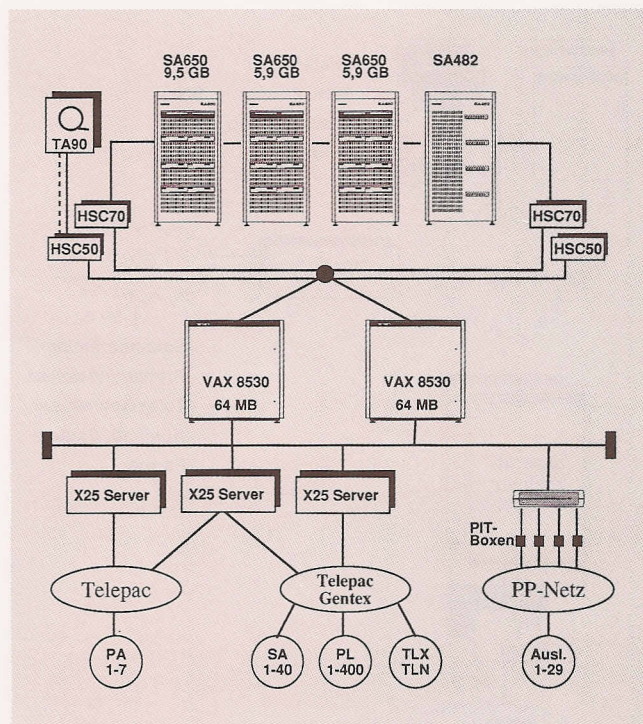 SA650 SA650 SA650 SA482
9,5 GB 5,9 GB 5,9 GB
TA90
HSC70 HSC70
HSC50 HSC50
VAX 8530 VAX 8530
64 MB 64 MB
X25 Server X25 Server X25 Server
PIT-
Boxen
Telepac Telepac
Gentex
PP-Netz
PA
1-7
SA
1-40
PL
1-400
TLX
TLN
Ausl.
1-29